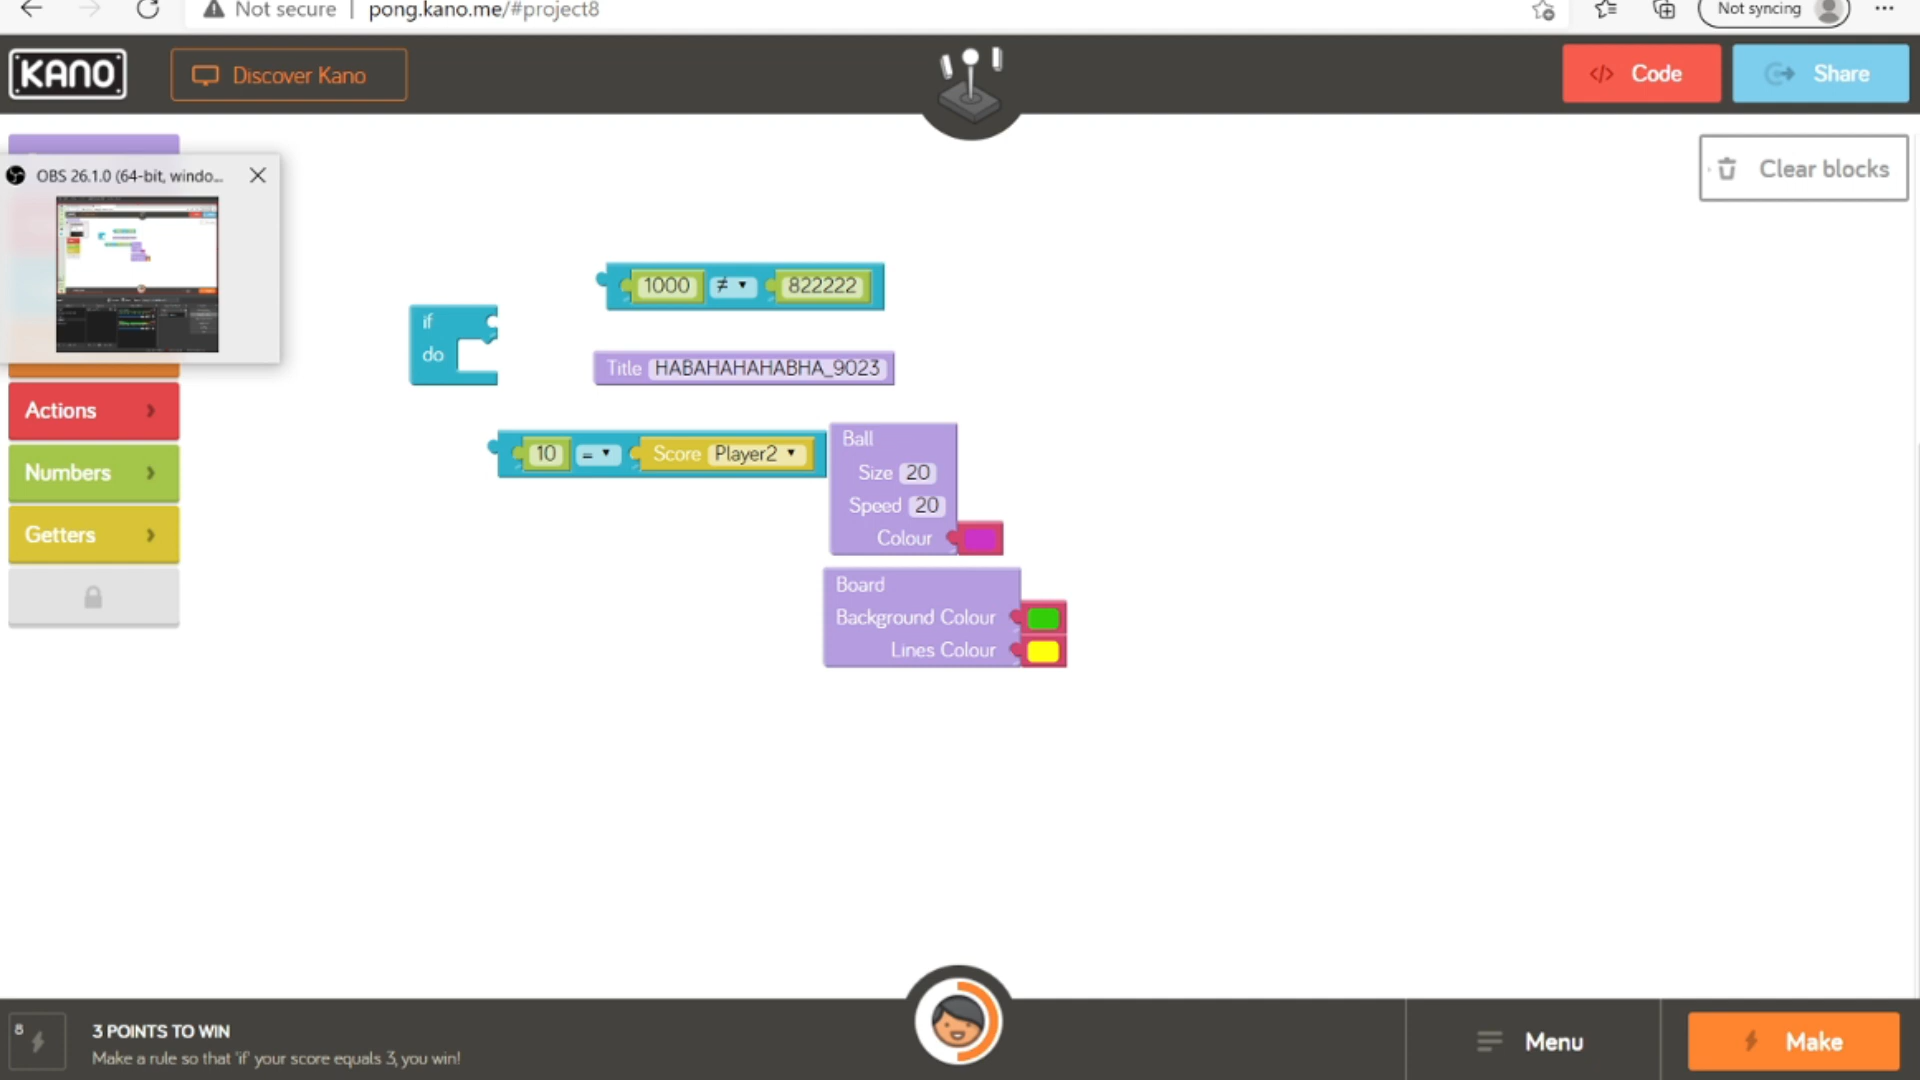 Not secure | pong.kano.me/#project8
Not syncing
KANO
Discover Kano
</> Code
Share
OBS 26.1.0 (64-bit, windo...
Clear blocks
1000 ≠ 822222
if
do
Title HABAHAHAHABHA_9023
Actions
10 = Score Player2
Ball
Size 20
Speed 20
Colour
Numbers
Getters
Board
Background Colour
Lines Colour
8
3 POINTS TO WIN
Make a rule so that 'if' your score equals 3, you win!
Menu
Make